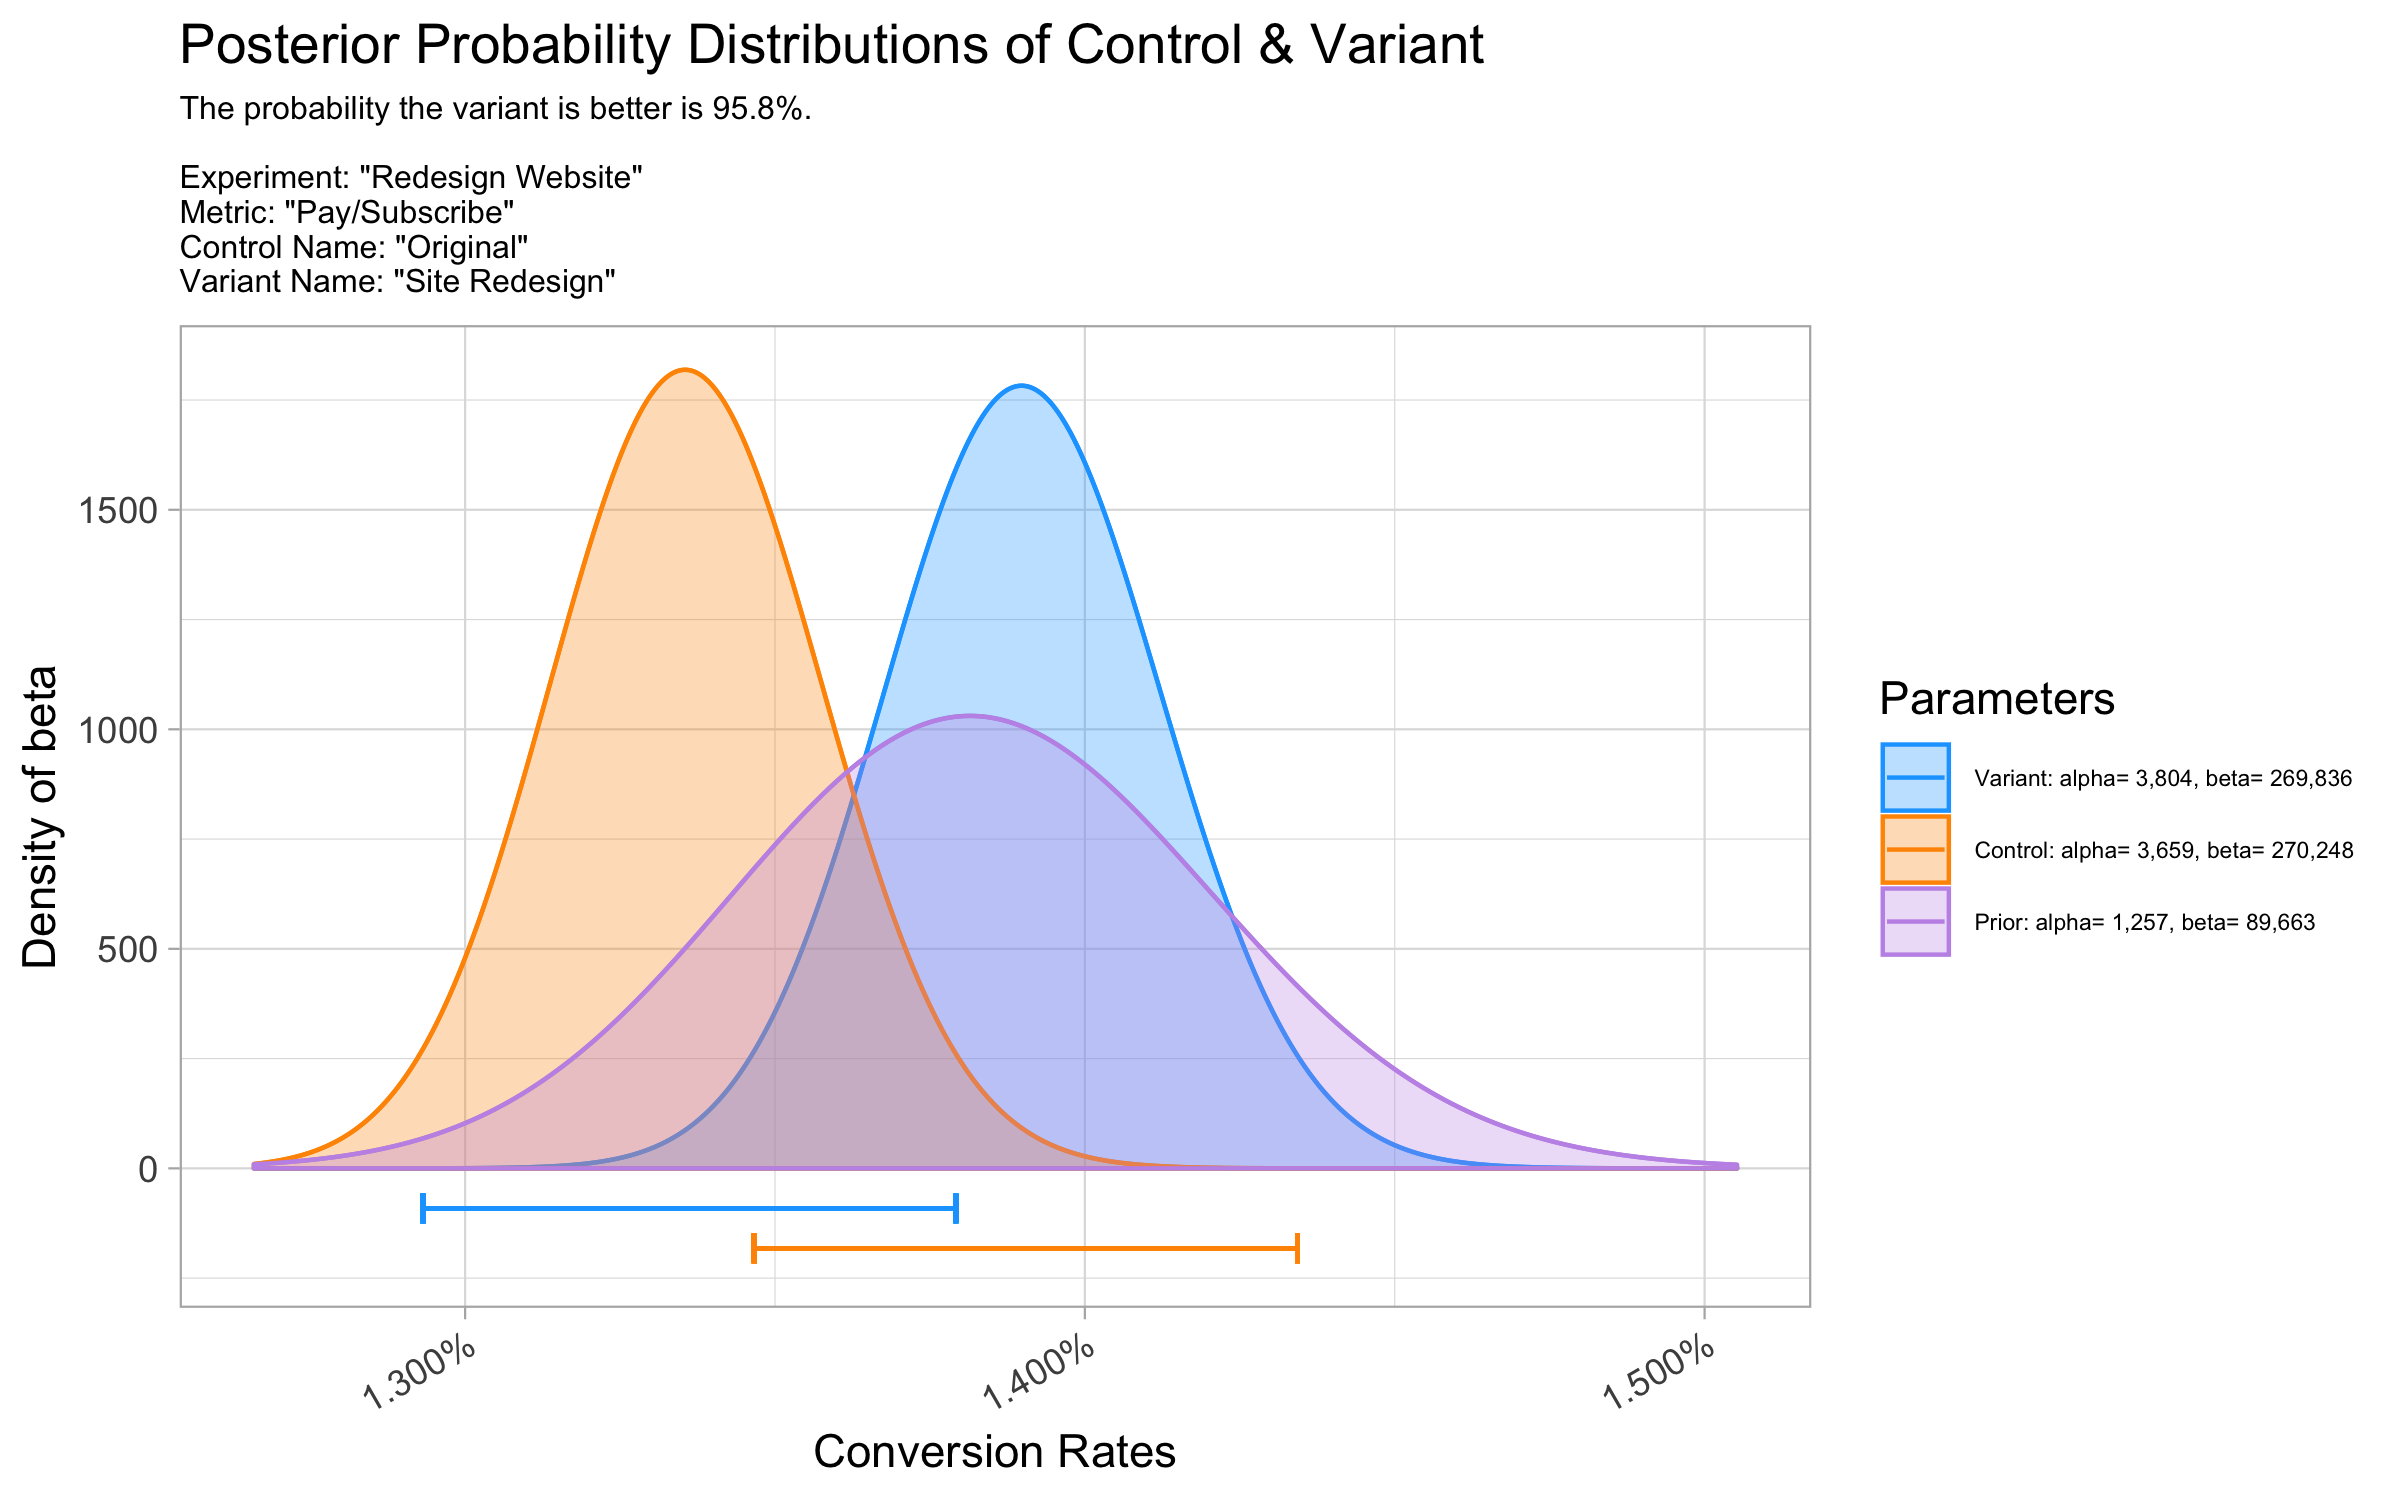 Posterior Probability Distributions of Control & Variant
The probability the variant is better is 95.8%.
Experiment: "Redesign Website"
Metric: "Pay/Subscribe"
Control Name: "Original"
Variant Name: "Site Redesign"
Density of beta
1500
1000
500
0
1.300%
1.400%
1.500%
Conversion Rates
Parameters
Variant: alpha= 3,804, beta= 269,836
Control: alpha= 3,659, beta= 270,248
Prior: alpha= 1,257, beta= 89,663